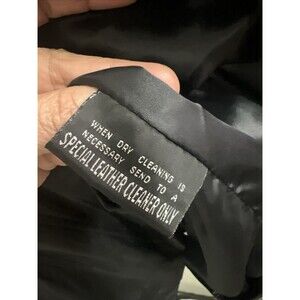 WHEN DRY CLEANING IS
NECESSARY SEND TO A
SPECIAL LEATHER CLEANER ONLY